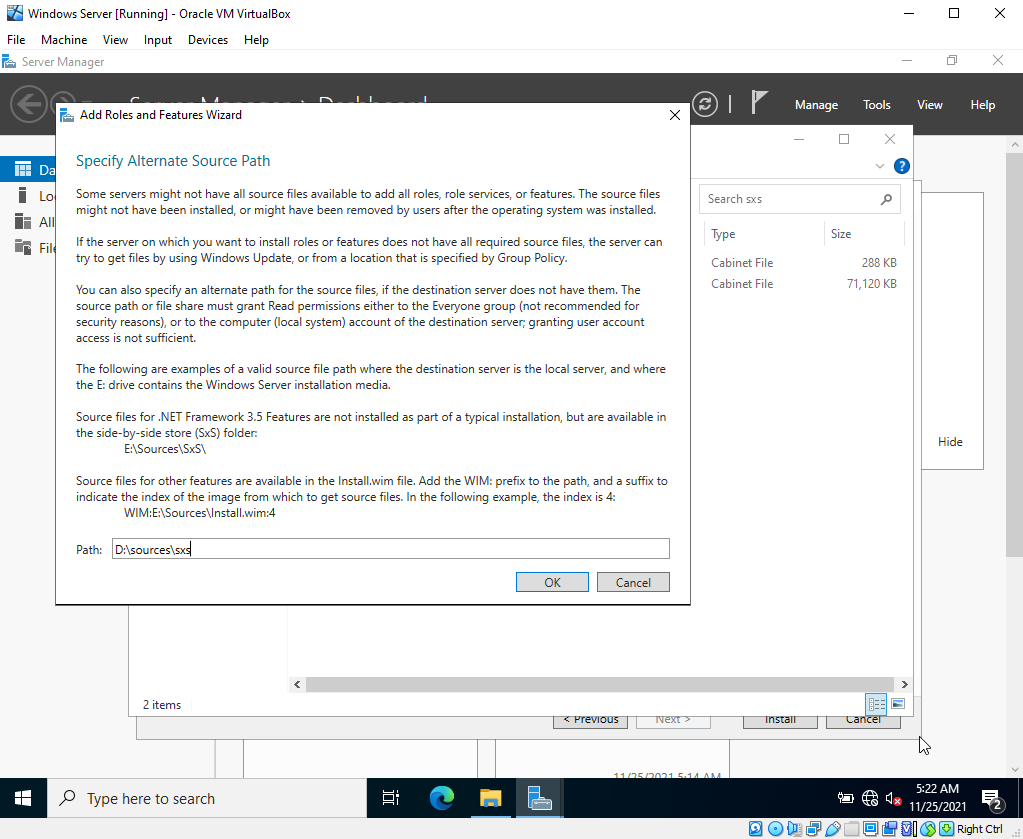 Windows Server [Running] - Oracle VM VirtualBox
File Machine View Input Devices Help
Server Manager
Server Manager Dashboard
Manage Tools View Help
Add Roles and Features Wizard
Specify Alternate Source Path
Some servers might not have all source files available to add all roles, role services, or features. The source files
might not have been installed, or might have been removed by users after the operating system was installed.
If the server on which you want to install roles or features does not have all required source files, the server can
try to get files by using Windows Update, or from a location that is specified by Group Policy.
You can also specify an alternate path for the source files, if the destination server does not have them. The
source path or file share must grant Read permissions either to the Everyone group (not recommended for
security reasons), or to the computer (local system) account of the destination server; granting user account
access is not sufficient.
The following are examples of a valid source file path where the destination server is the local server, and where
the E: drive contains the Windows Server installation media.
Source files for .NET Framework 3.5 Features are not installed as part of a typical installation, but are available in
the side-by-side store (SxS) folder:
E:\Sources\SxS\
Source files for other features are available in the Install.wim file. Add the WIM: prefix to the path, and a suffix to
indicate the index of the image from which to get source files. In the following example, the index is 4:
WIM:E:\Sources\Install.wim:4
Path: D:\sources\sxs
OK Cancel
Da
Lo
All
File
?
Search sxs
Type Size
Cabinet File 288 KB
Cabinet File 71,120 KB
Hide
2 items
< Previous Next > Install Cancel
11/25/2021 5:14 AM
Type here to search
5:22 AM
11/25/2021
2
Right Ctrl